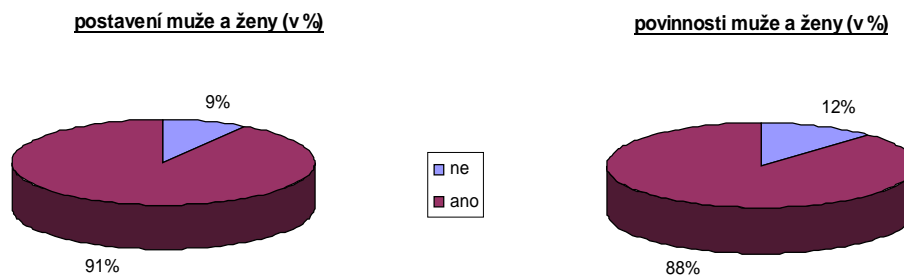 postavení muže a ženy (v %)
9%
91%
ne
ano
povinnosti muže a ženy (v %)
12%
88%